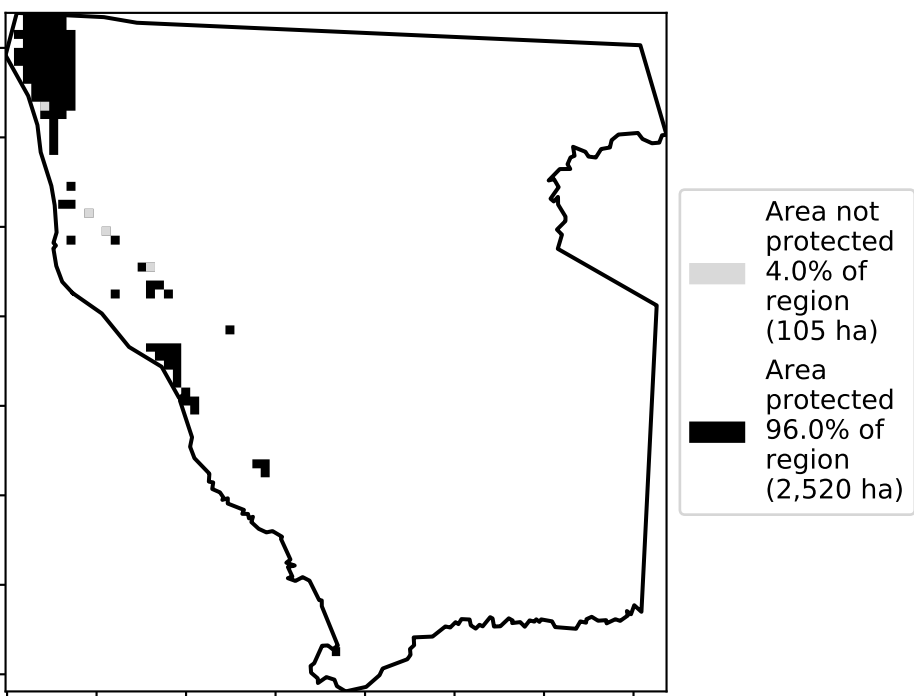 Area not
protected
4.0% of
region
(105 ha)
Area
protected
96.0% of
region
(2,520 ha)